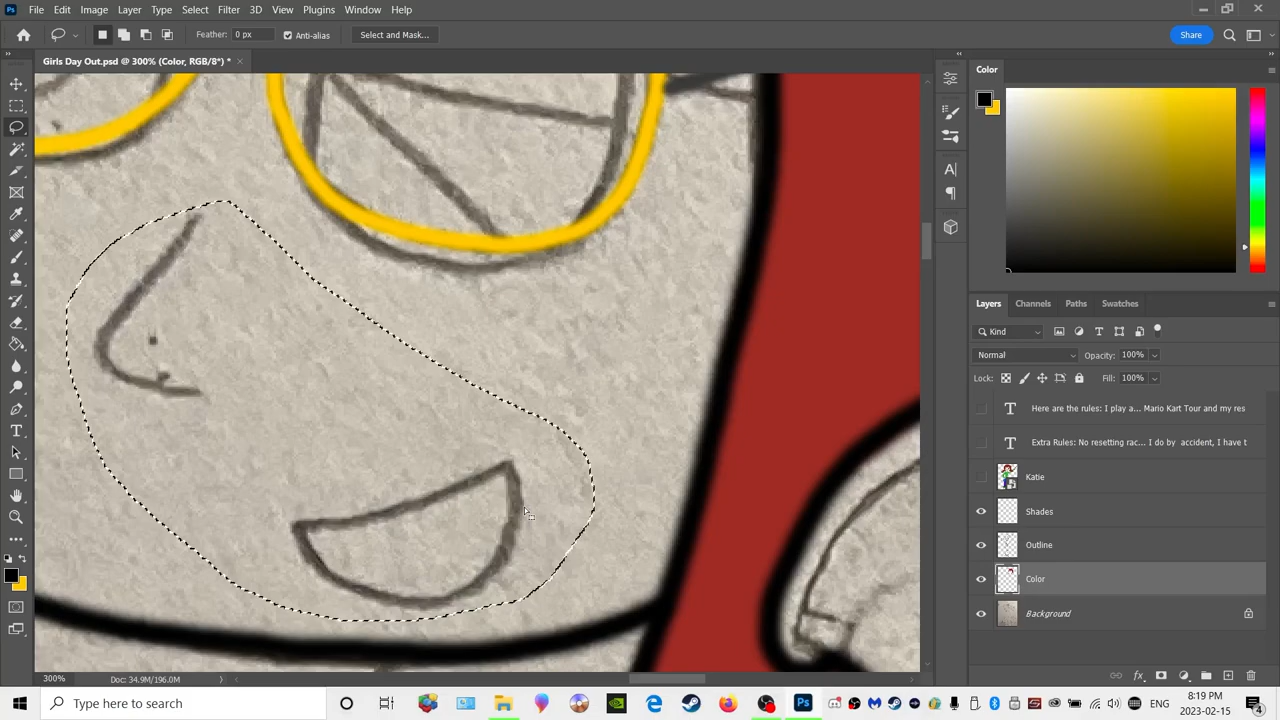 Ps File Edit Image Layer Type Select Filter 3D View Plugins Window Help
Feather: 0 px Anti-alias Select and Mask... Share
Girls Day Out.psd @ 300% (Color, RGB/8*) *
Color
Layers Channels Paths Swatches
Kind
Normal Opacity: 100%
Lock: Fill: 100%
Here are the rules: I play a... Mario Kart Tour and my res
Extra Rules: No resetting rac... I do by accident, I have t
Katie
Shades
Outline
Color
Background
300% Doc: 34.9M/196.0M
Type here to search
ENG
8:19 PM
2023-02-15
4